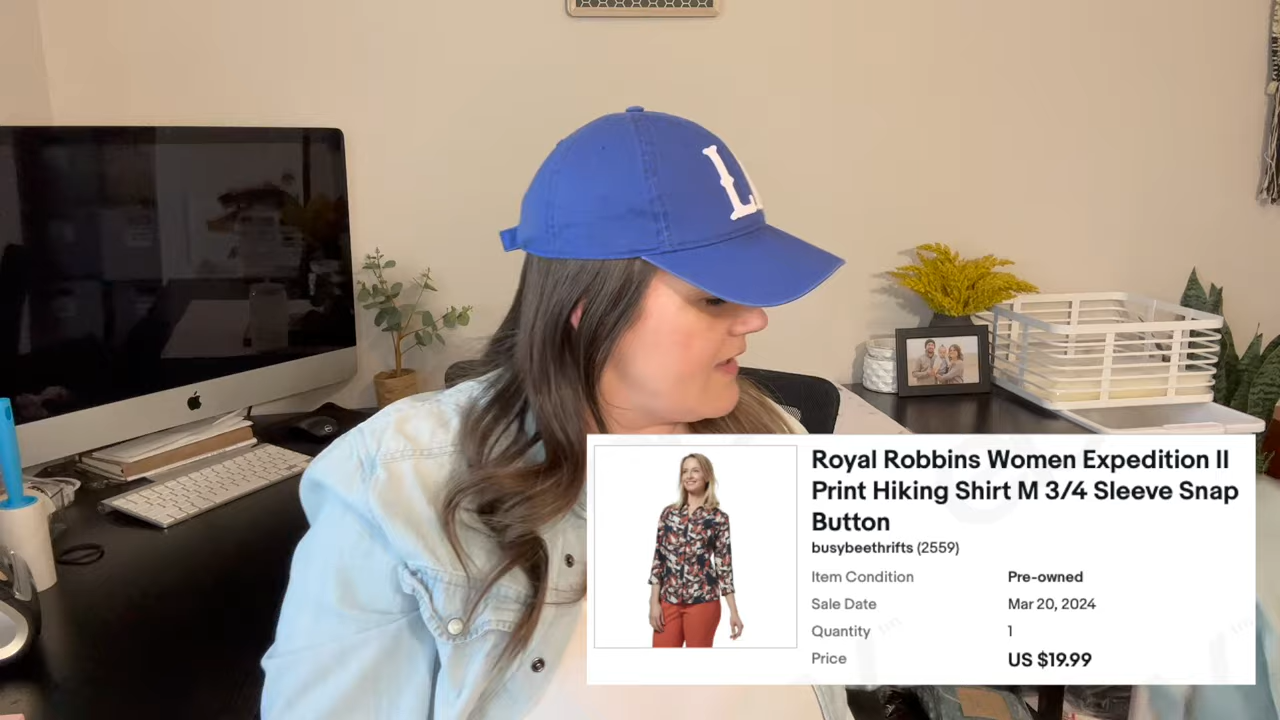 Royal Robbins Women Expedition II
Print Hiking Shirt M 3/4 Sleeve Snap
Button
busybeethrifts (2559)
Item Condition Pre-owned
Sale Date Mar 20, 2024
Quantity 1
Price US $19.99